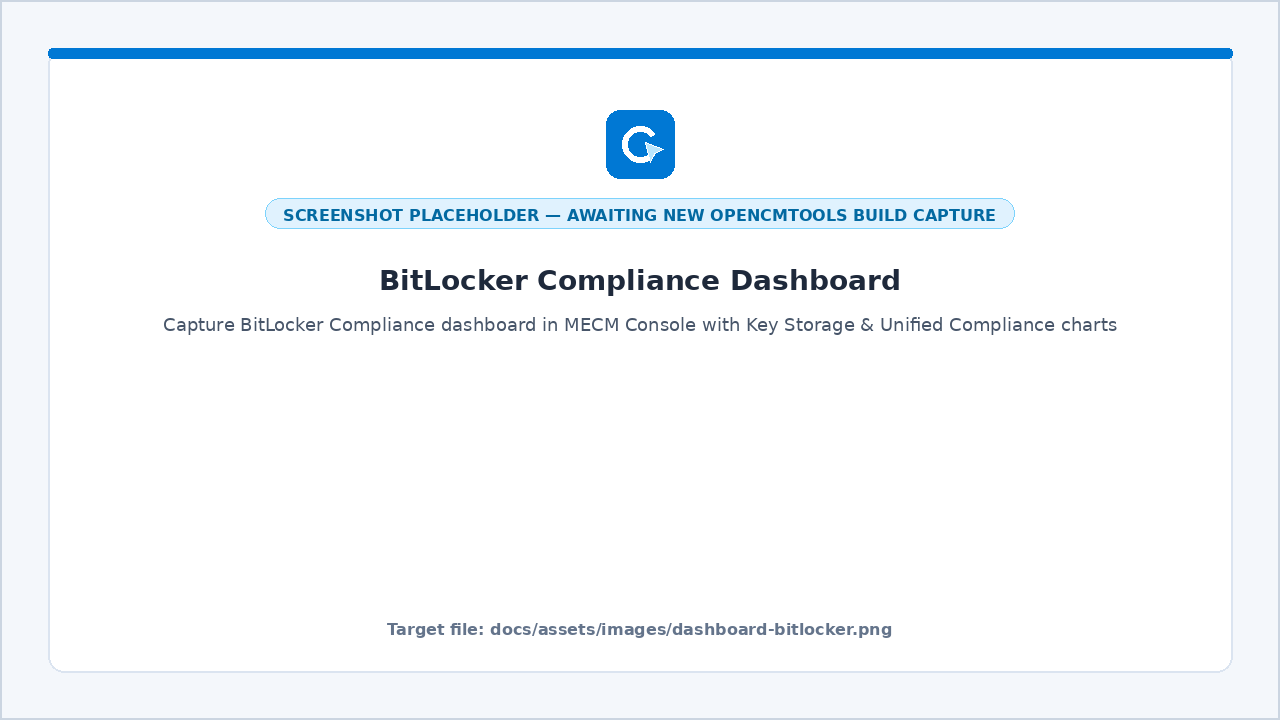 SCREENSHOT PLACEHOLDER — AWAITING NEW OPENCMTOOLS BUILD CAPTURE
BitLocker Compliance Dashboard
Capture BitLocker Compliance dashboard in MECM Console with Key Storage & Unified Compliance charts
Target file: docs/assets/images/dashboard-bitlocker.png